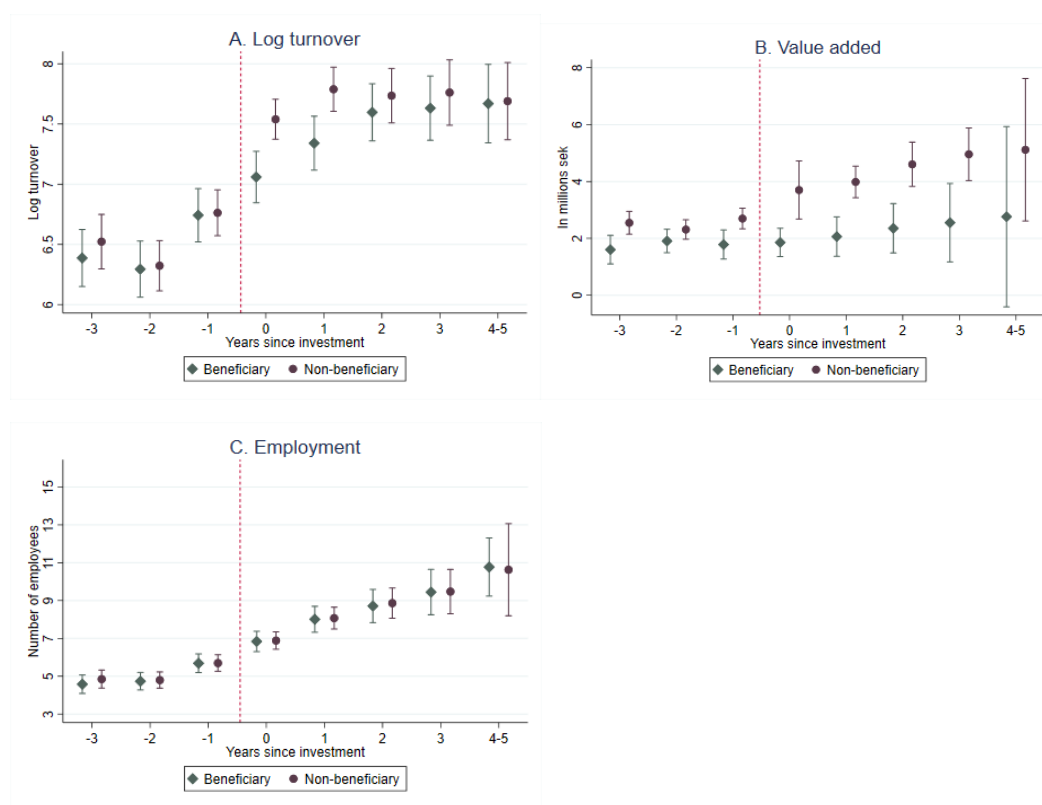 A. Log turnover
8
7.5
7
6.5
6
Log turnover
-3 -2 -1 0 1 2 3 4-5
Years since investment
Beneficiary Non-beneficiary
B. Value added
8
6
4
2
0
In millions sek
-3 -2 -1 0 1 2 3 4-5
Years since investment
Beneficiary Non-beneficiary
C. Employment
15
13
11
9
7
5
3
Number of employees
-3 -2 -1 0 1 2 3 4-5
Years since investment
Beneficiary Non-beneficiary